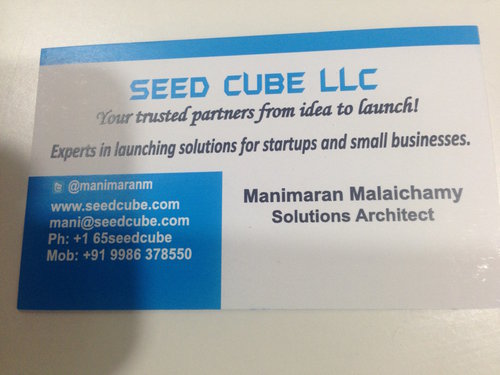 SEED CUBE LLC
Your trusted partners from idea to launch!
Experts in launching solutions for startups and small businesses.
@manimaranm
www.seedcube.com
mani@seedcube.com
Ph: +1 65seedcube
Mob: +91 9986 378550
Manimaran Malaichamy
Solutions Architect